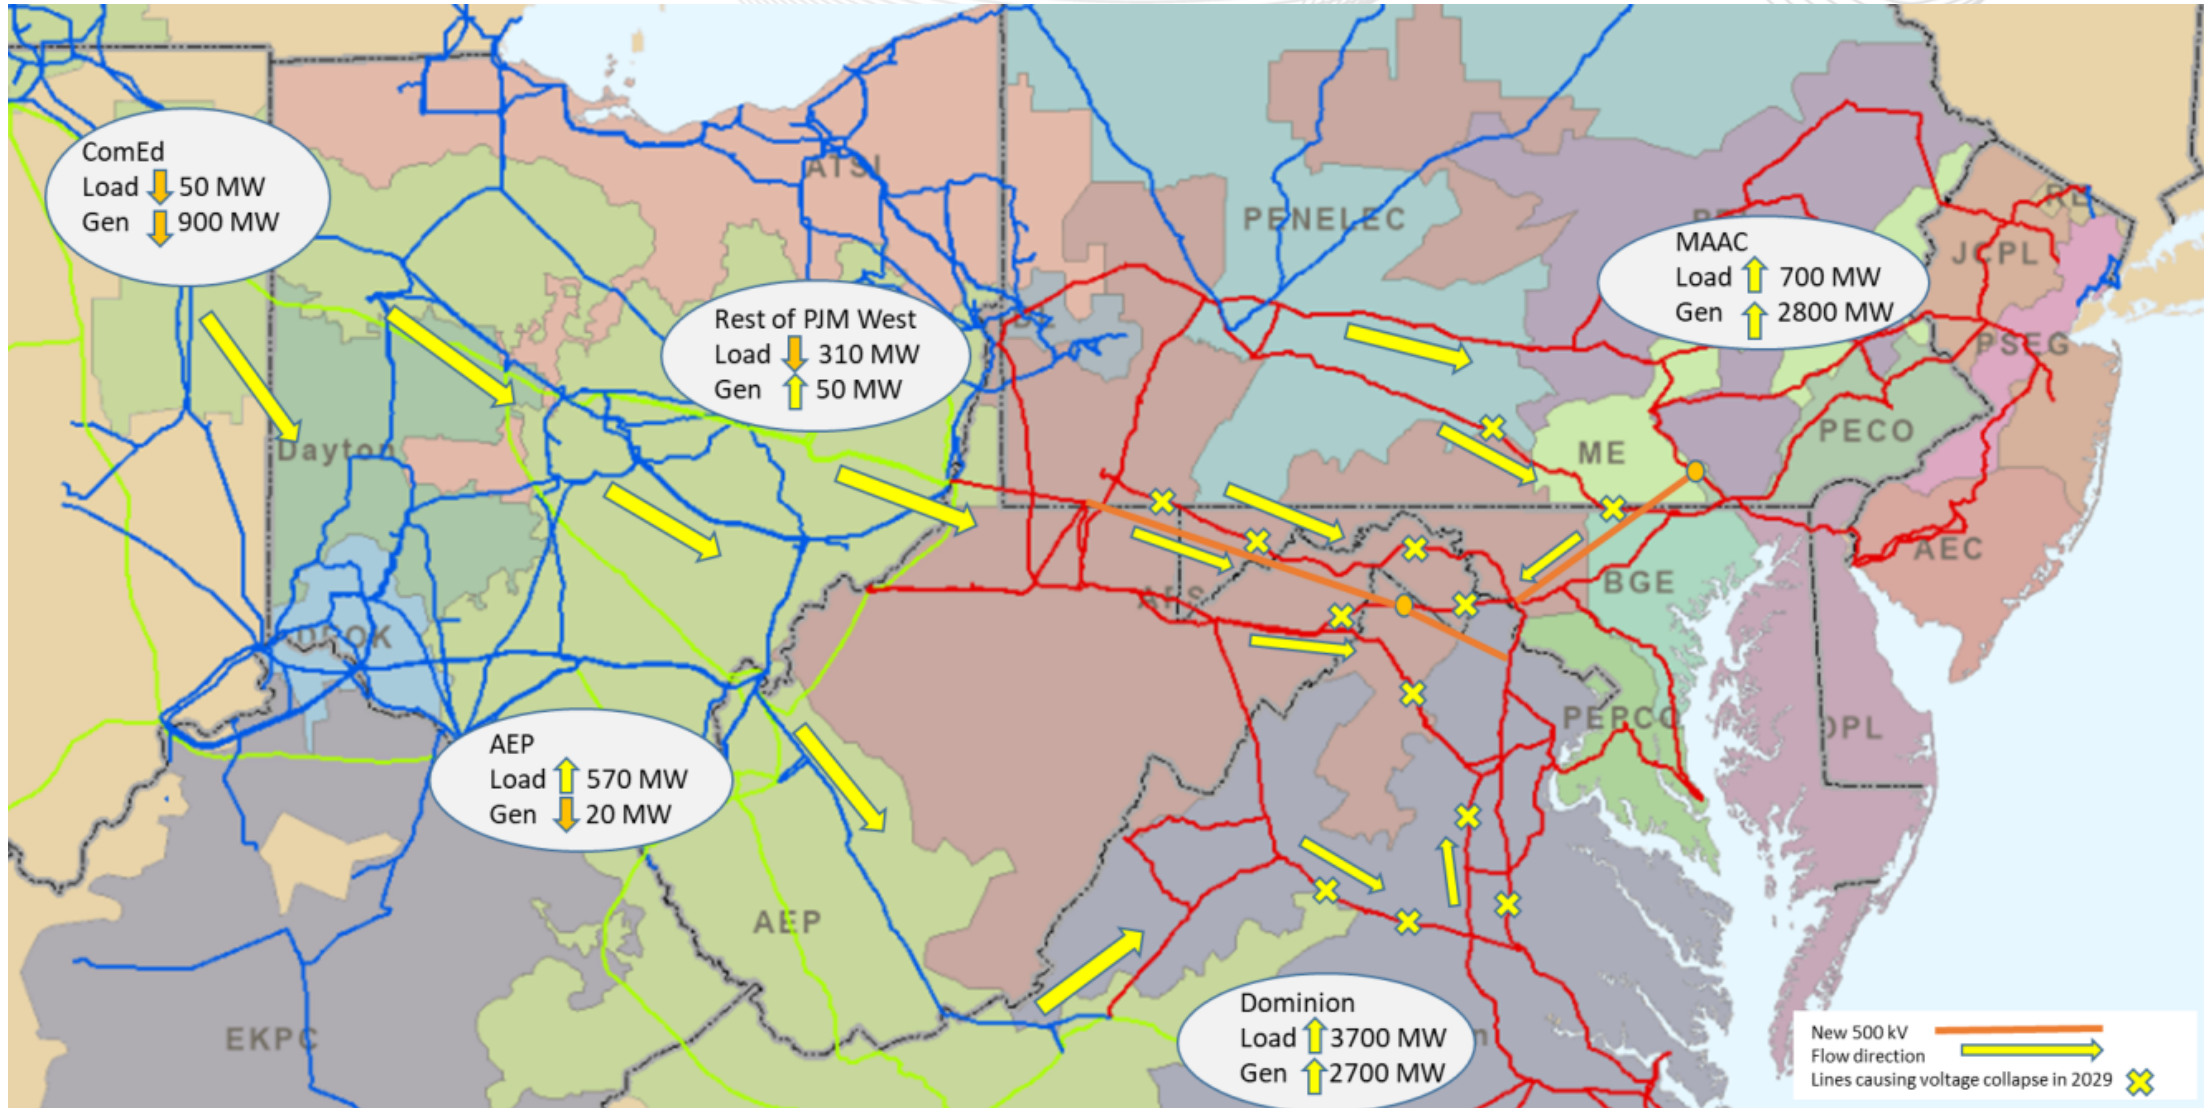 ComEd
Load 50 MW
Gen 900 MW
Rest of PJM West
Load 310 MW
Gen 50 MW
MAAC
Load 700 MW
Gen 2800 MW
AEP
Load 570 MW
Gen 20 MW
Dominion
Load 3700 MW
Gen 2700 MW
ATSI
PENELEC
JCPL
PSEG
PECO
ME
Dayton
AEC
BGE
APS
PEPCO
DPL
AEP
EKPC
New 500 kV
Flow direction
Lines causing voltage collapse in 2029